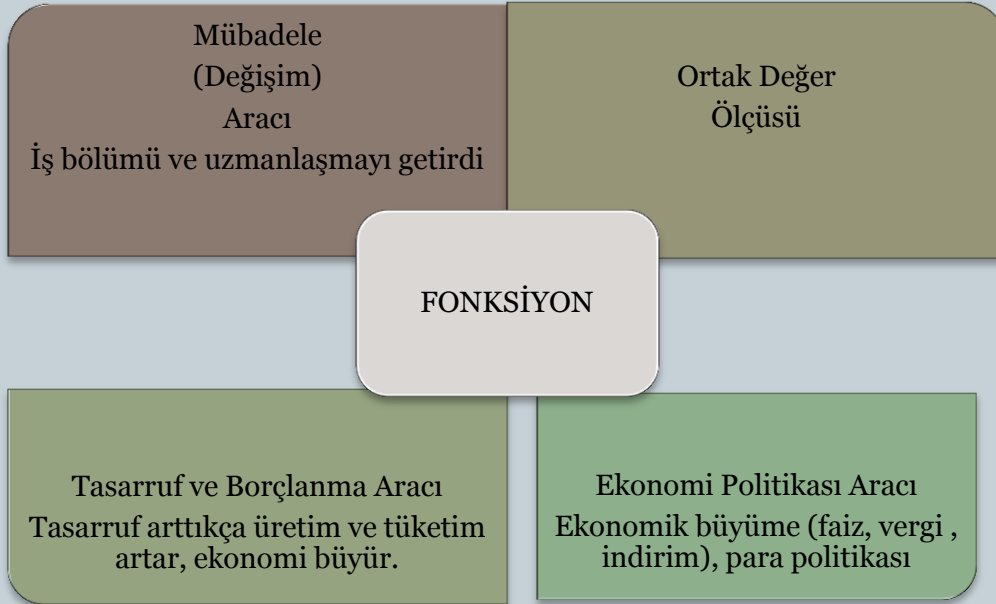 Mübadele
(Değişim)
Aracı
İş bölümü ve uzmanlaşmayı getirdi
Ortak Değer
Ölçüsü
FONKSİYON
Tasarruf ve Borçlanma Aracı
Tasarruf arttıkça üretim ve tüketim
artar, ekonomi büyür.
Ekonomi Politikası Aracı
Ekonomik büyüme (faiz, vergi ,
indirim), para politikası